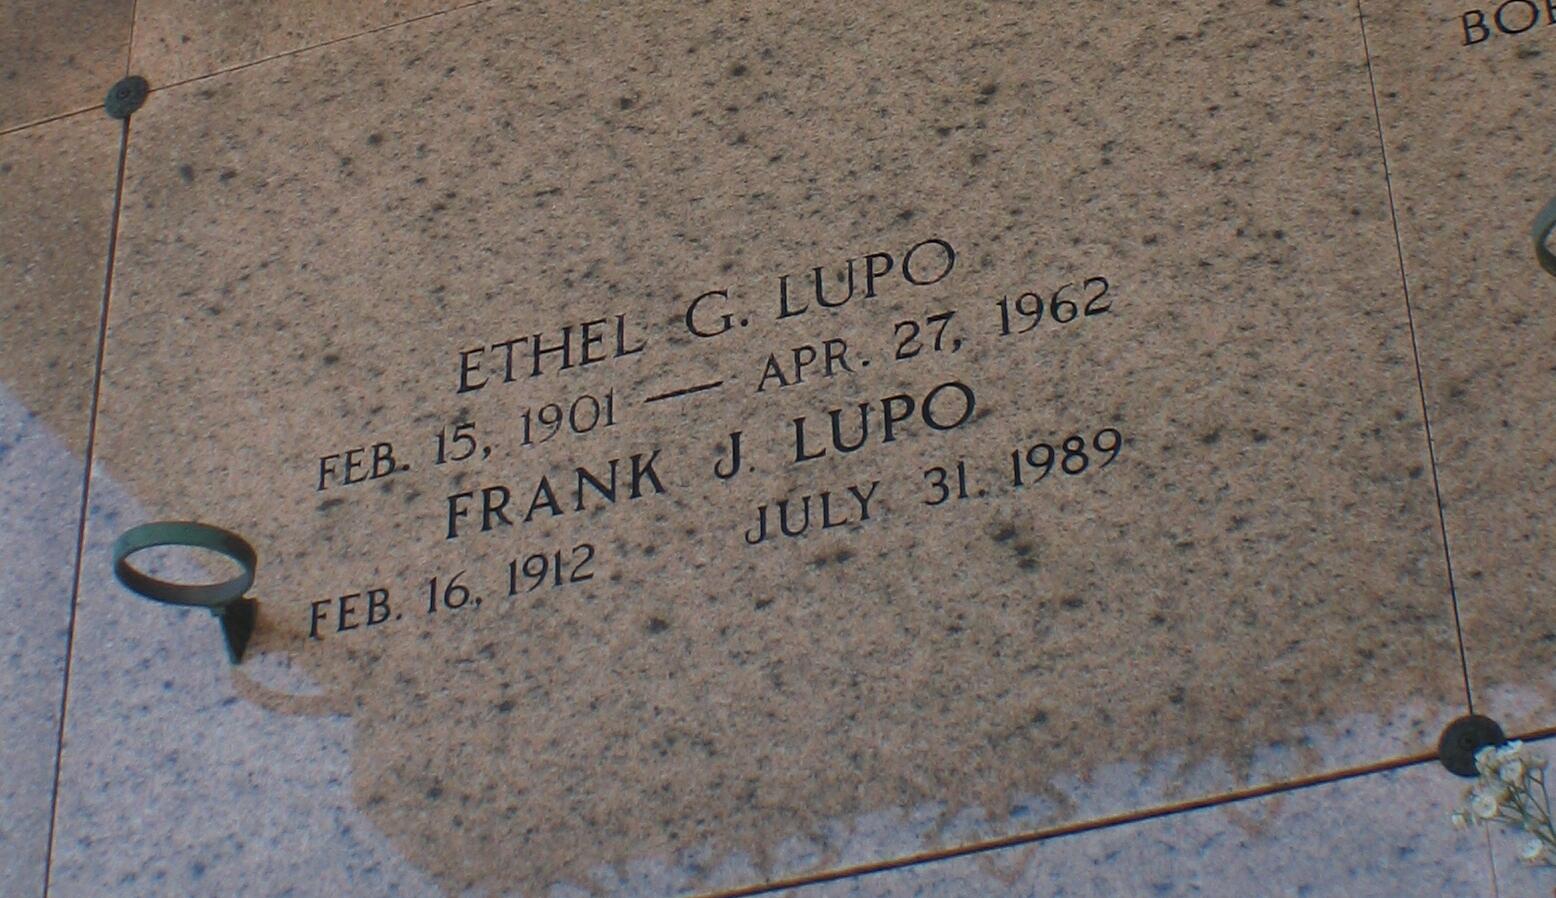 ETHEL G. LUPO
FEB. 15, 1901 — APR. 27, 1962
FRANK J. LUPO
FEB. 16, 1912 JULY 31, 1989